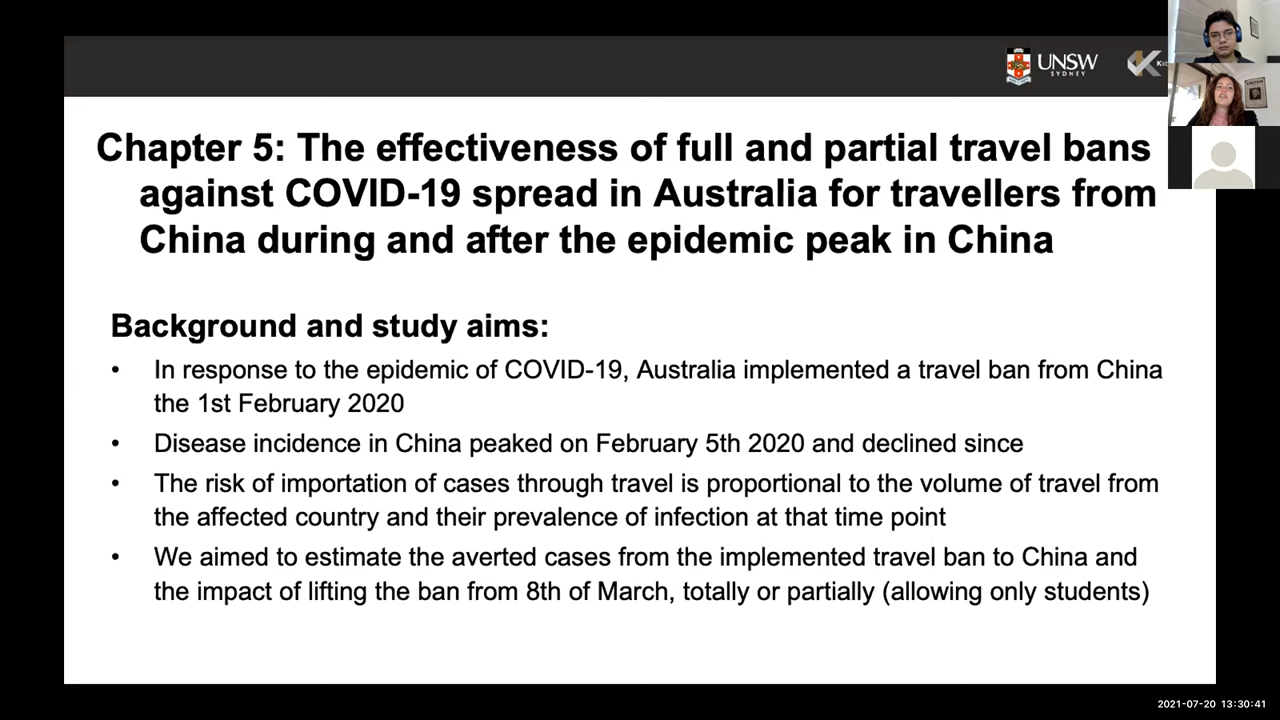 UNSW
SYDNEY
Chapter 5: The effectiveness of full and partial travel bans
against COVID-19 spread in Australia for travellers from
China during and after the epidemic peak in China
Background and study aims:
• In response to the epidemic of COVID-19, Australia implemented a travel ban from China
the 1st February 2020
• Disease incidence in China peaked on February 5th 2020 and declined since
• The risk of importation of cases through travel is proportional to the volume of travel from
the affected country and their prevalence of infection at that time point
• We aimed to estimate the averted cases from the implemented travel ban to China and
the impact of lifting the ban from 8th of March, totally or partially (allowing only students)
2021-07-20 13:30:41